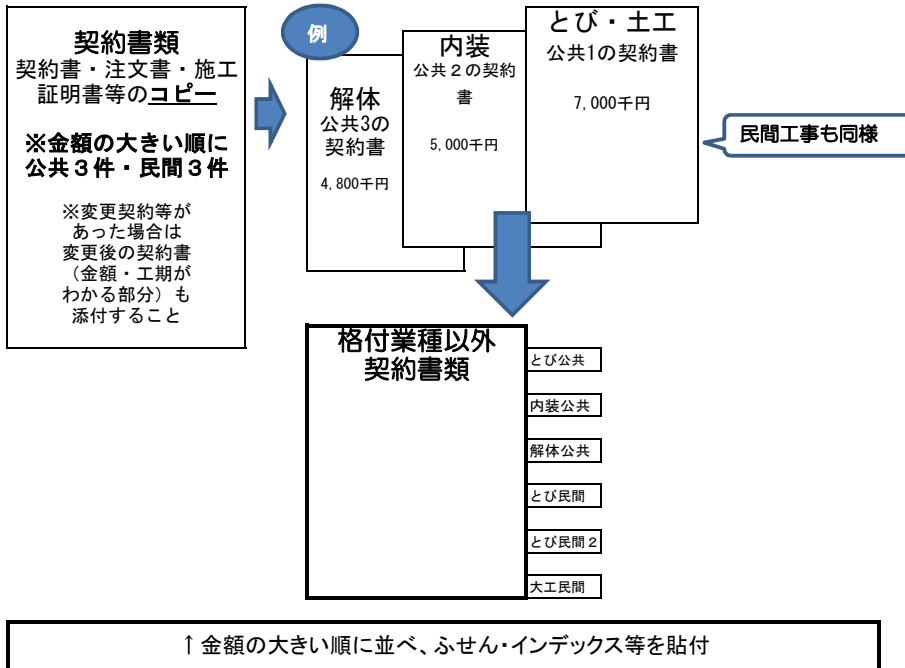 契約書類
契約書・注文書・施工
証明書等のコピー
※金額の大きい順に
公共３件・民間３件
※変更契約等が
あった場合は
変更後の契約書
（金額・工期が
わかる部分）も
添付すること
例
解体
公共3の
契約書
4,800千円
内装
公共２の契約
書
5,000千円
とび・土工
公共1の契約書
7,000千円
民間工事も同様
格付業種以外
契約書類
とび公共
内装公共
解体公共
とび民間
とび民間２
大工民間
↑金額の大きい順に並べ、ふせん・インデックス等を貼付